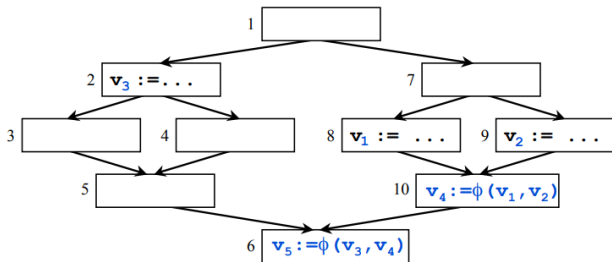 1
2 v₃ :=...
7
3
4
8 v₁ := ...
9 v₂ := ...
5
10 v₄:=ϕ(v₁,v₂)
6 v₅:=ϕ(v₃,v₄)